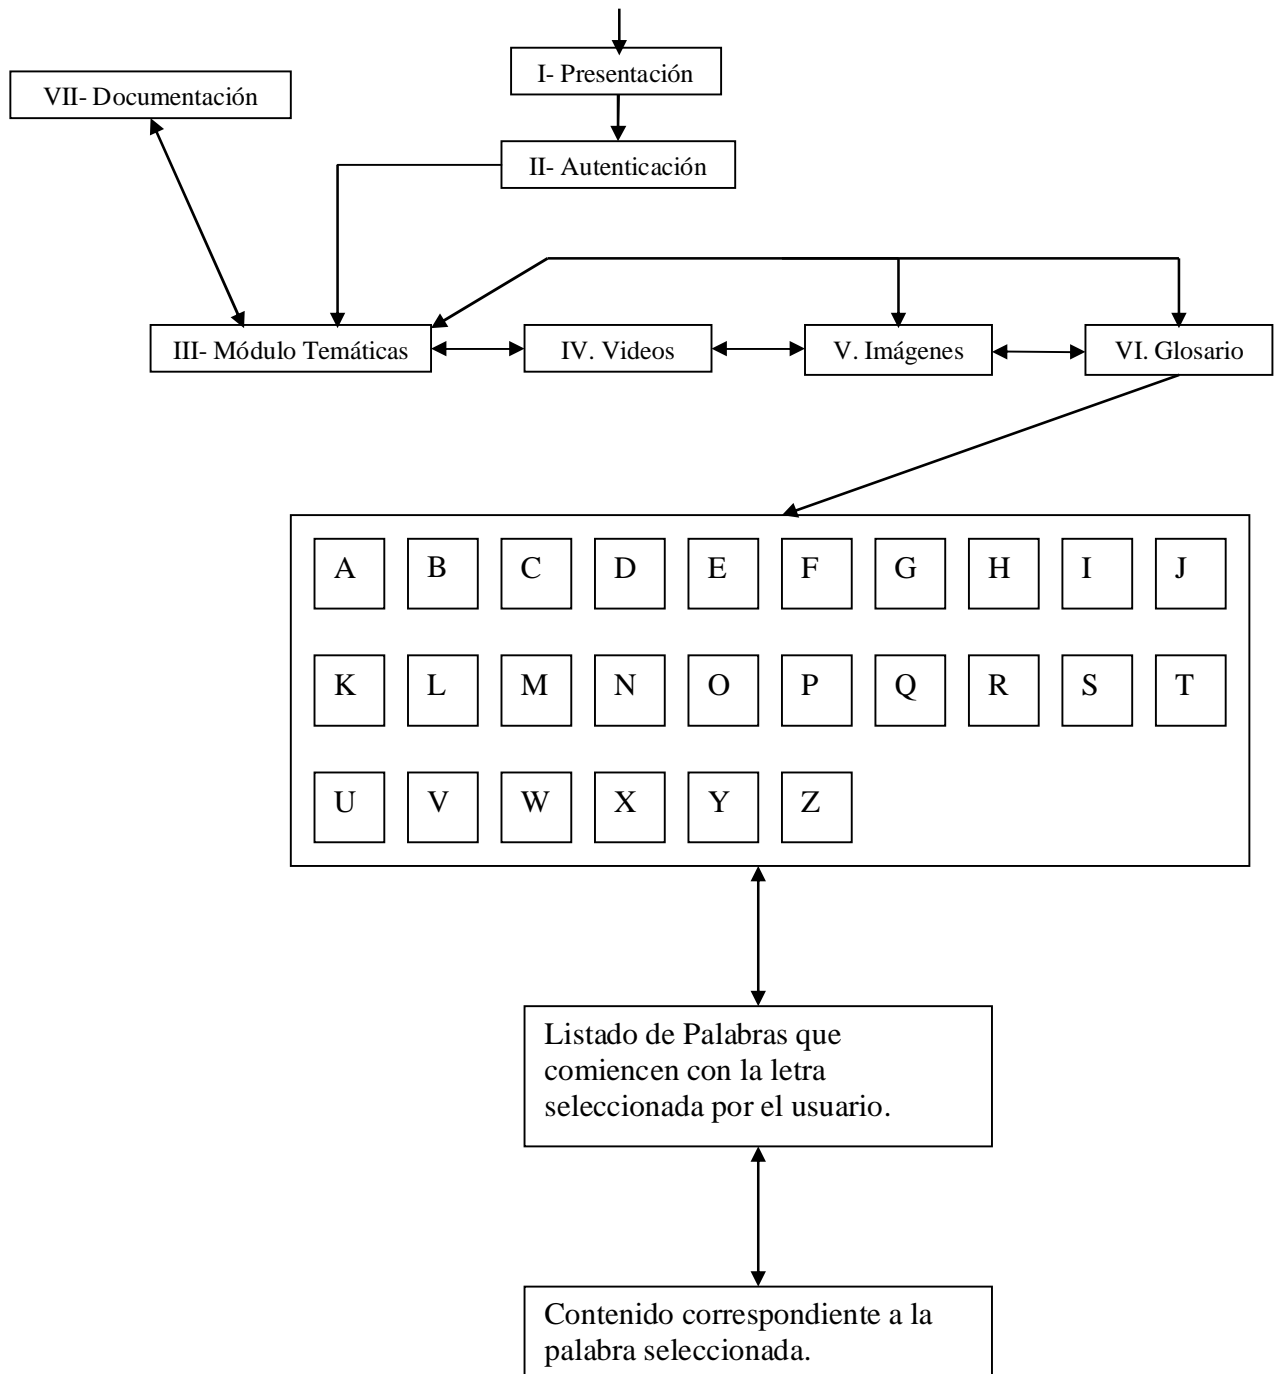 I- Presentación
VII- Documentación
II- Autenticación
III- Módulo Temáticas
IV. Videos
V. Imágenes
VI. Glosario
A B C D E F G H I J
K L M N O P Q R S T
U V W X Y Z
Listado de Palabras que
comiencen con la letra
seleccionada por el usuario.
Contenido correspondiente a la
palabra seleccionada.